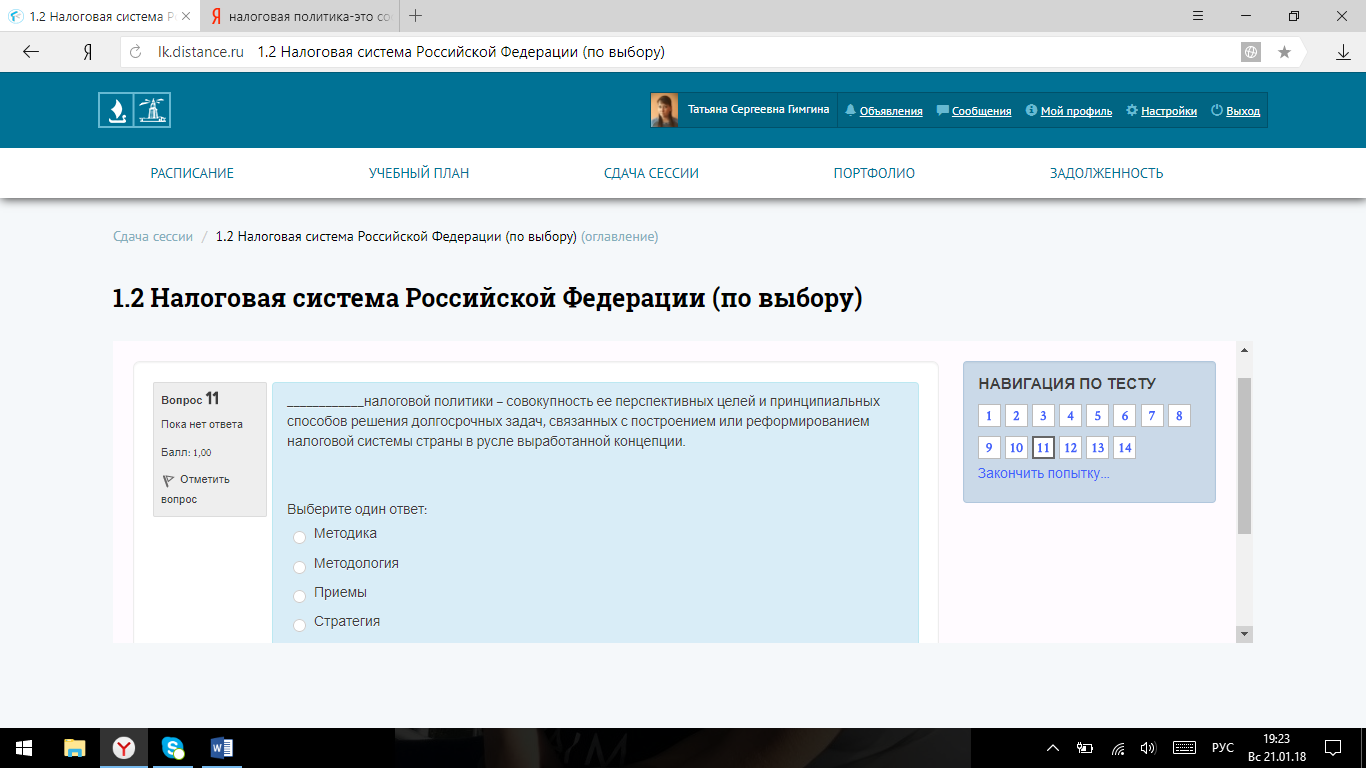 1.2 Налоговая система Р
налоговая политика-это со
lk.distance.ru 1.2 Налоговая система Российской Федерации (по выбору)
Татьяна Сергеевна Гимгина Объявления Сообщения Мой профиль Настройки Выход
РАСПИСАНИЕ УЧЕБНЫЙ ПЛАН СДАЧА СЕССИИ ПОРТФОЛИО ЗАДОЛЖЕННОСТЬ
Сдача сессии / 1.2 Налоговая система Российской Федерации (по выбору) (оглавление)
1.2 Налоговая система Российской Федерации (по выбору)
Вопрос 11
Пока нет ответа
Балл: 1,00
Отметить
вопрос
____________налоговой политики – совокупность ее перспективных целей и принципиальных
способов решения долгосрочных задач, связанных с построением или реформированием
налоговой системы страны в русле выработанной концепции.
Выберите один ответ:
Методика
Методология
Приемы
Стратегия
НАВИГАЦИЯ ПО ТЕСТУ
1 2 3 4 5 6 7 8
9 10 11 12 13 14
Закончить попытку...
РУС
19:23
Вс 21.01.18